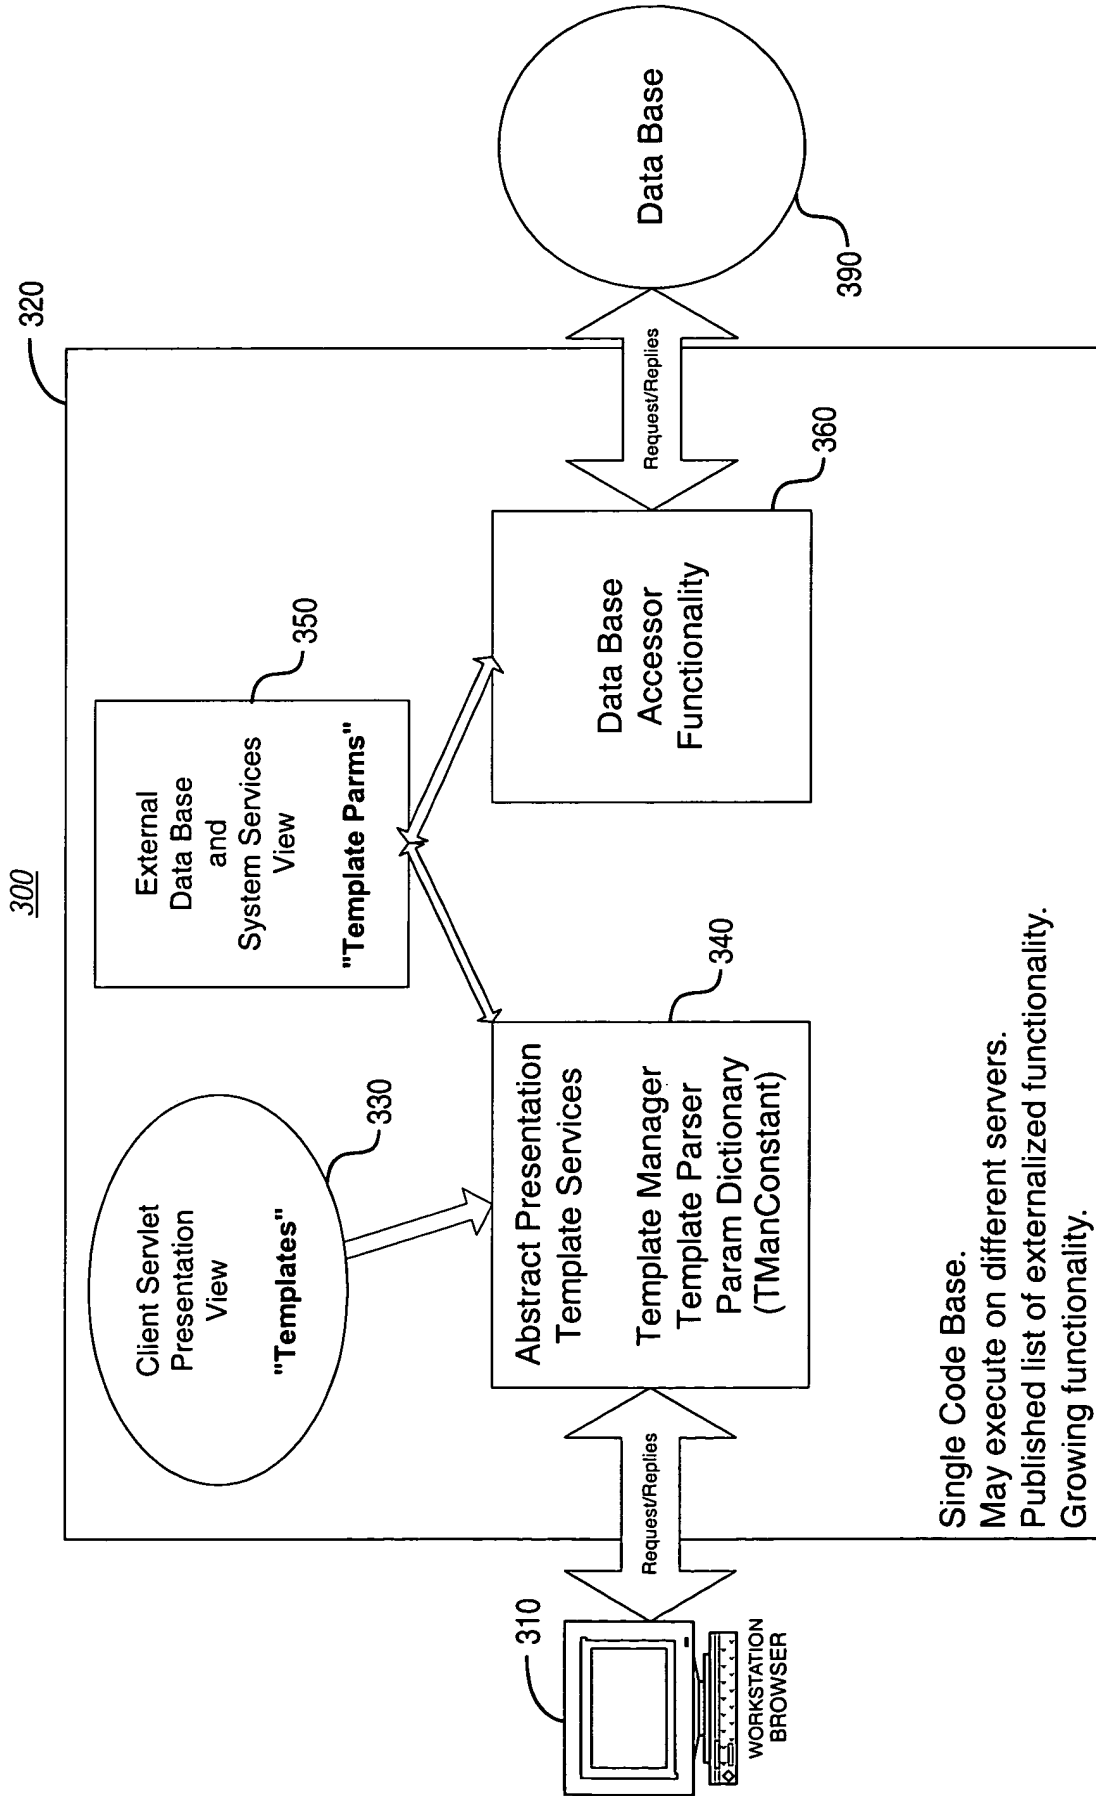 300
320
Client Servlet
Presentation
View
"Templates"
330
External
Data Base
and
System Services
View
"Template Parms"
350
310
WORKSTATION
BROWSER
Request/Replies
Abstract Presentation
Template Services
Template Manager
Template Parser
Param Dictionary
(TManConstant)
340
Data Base
Accessor
Functionality
360
Request/Replies
Data Base
390
Single Code Base.
May execute on different servers.
Published list of externalized functionality.
Growing functionality.